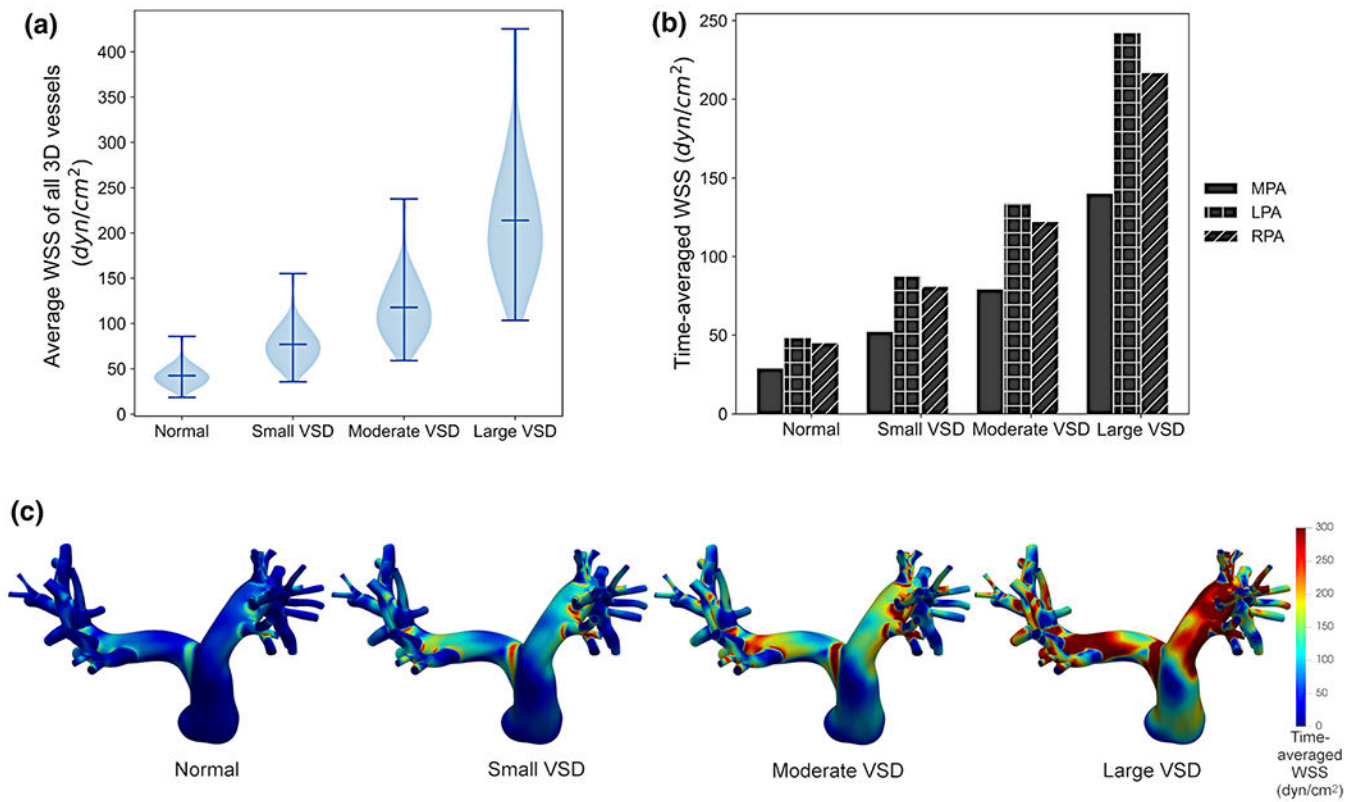 (a)
Average WSS of all 3D vessels
(dyn/cm²)
400
350
300
250
200
150
100
50
0
Normal
Small VSD
Moderate VSD
Large VSD
(b)
Time-averaged WSS (dyn/cm²)
250
200
150
100
50
0
Normal
Small VSD
Moderate VSD
Large VSD
MPA
LPA
RPA
(c)
Normal
Small VSD
Moderate VSD
Large VSD
300
250
200
150
100
50
0
Time-
averaged
WSS
(dyn/cm²)